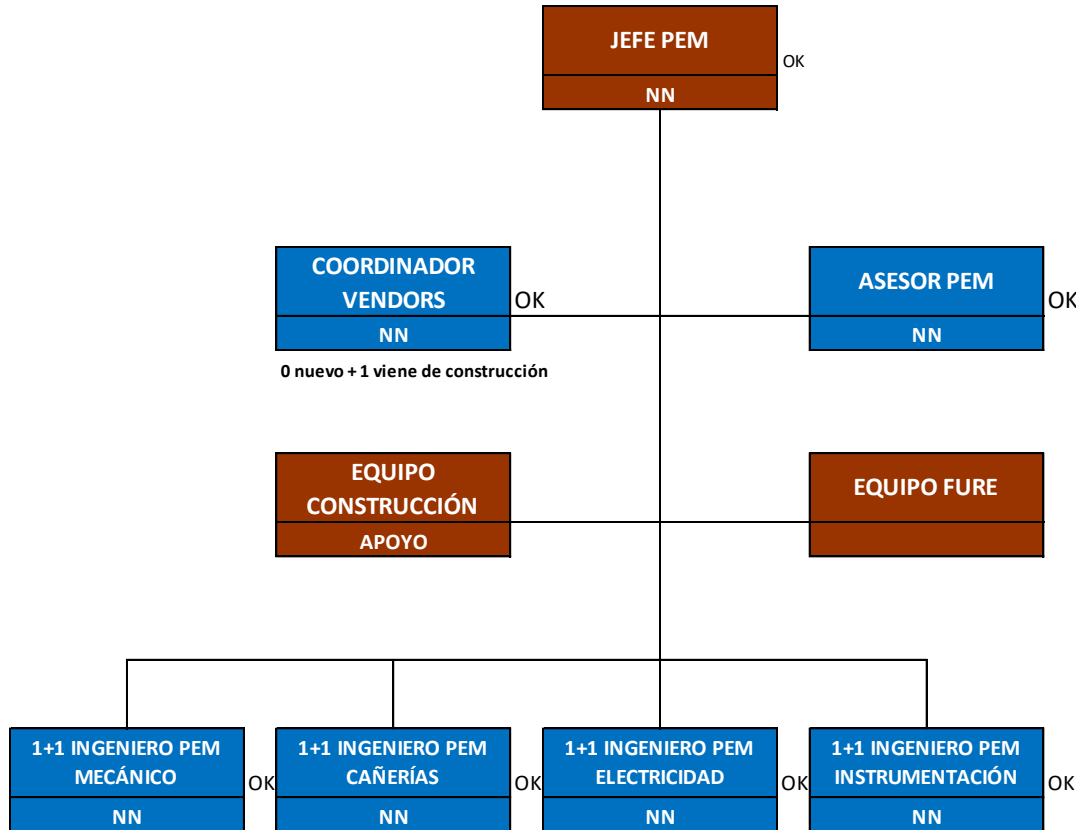 JEFE PEM
OK
NN
COORDINADOR
VENDORS
OK
NN
0 nuevo + 1 viene de construcción
ASESOR PEM
OK
NN
EQUIPO
CONSTRUCCIÓN
APOYO
EQUIPO FURE
1+1 INGENIERO PEM
MECÁNICO
OK
NN
1+1 INGENIERO PEM
CAÑERÍAS
OK
NN
1+1 INGENIERO PEM
ELECTRICIDAD
OK
NN
1+1 INGENIERO PEM
INSTRUMENTACIÓN
OK
NN